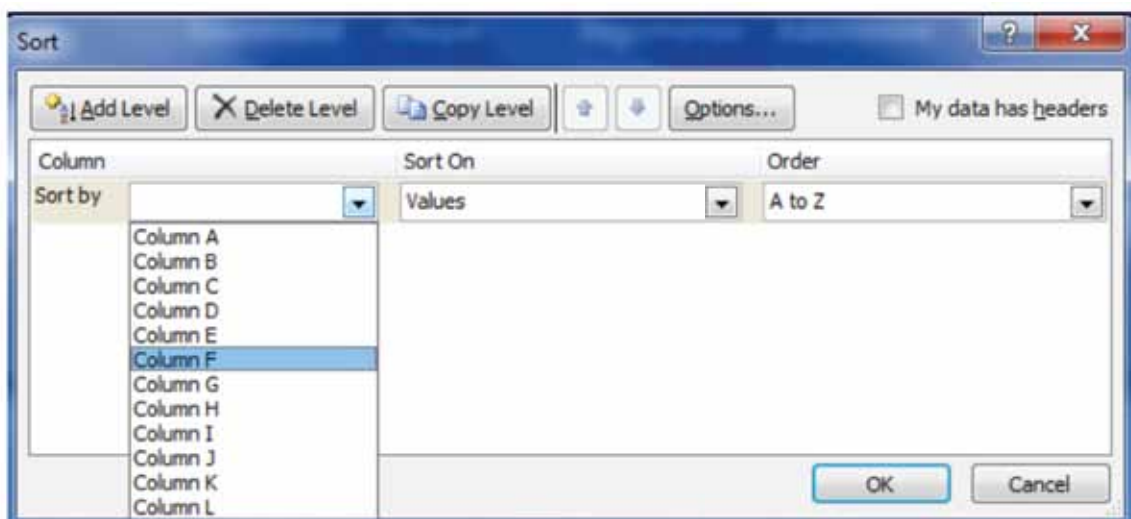 Sort
Add Level Delete Level Copy Level Options... My data has headers
Column Sort On Order
Sort by Values A to Z
Column A
Column B
Column C
Column D
Column E
Column F
Column G
Column H
Column I
Column J
Column K
Column L
OK Cancel